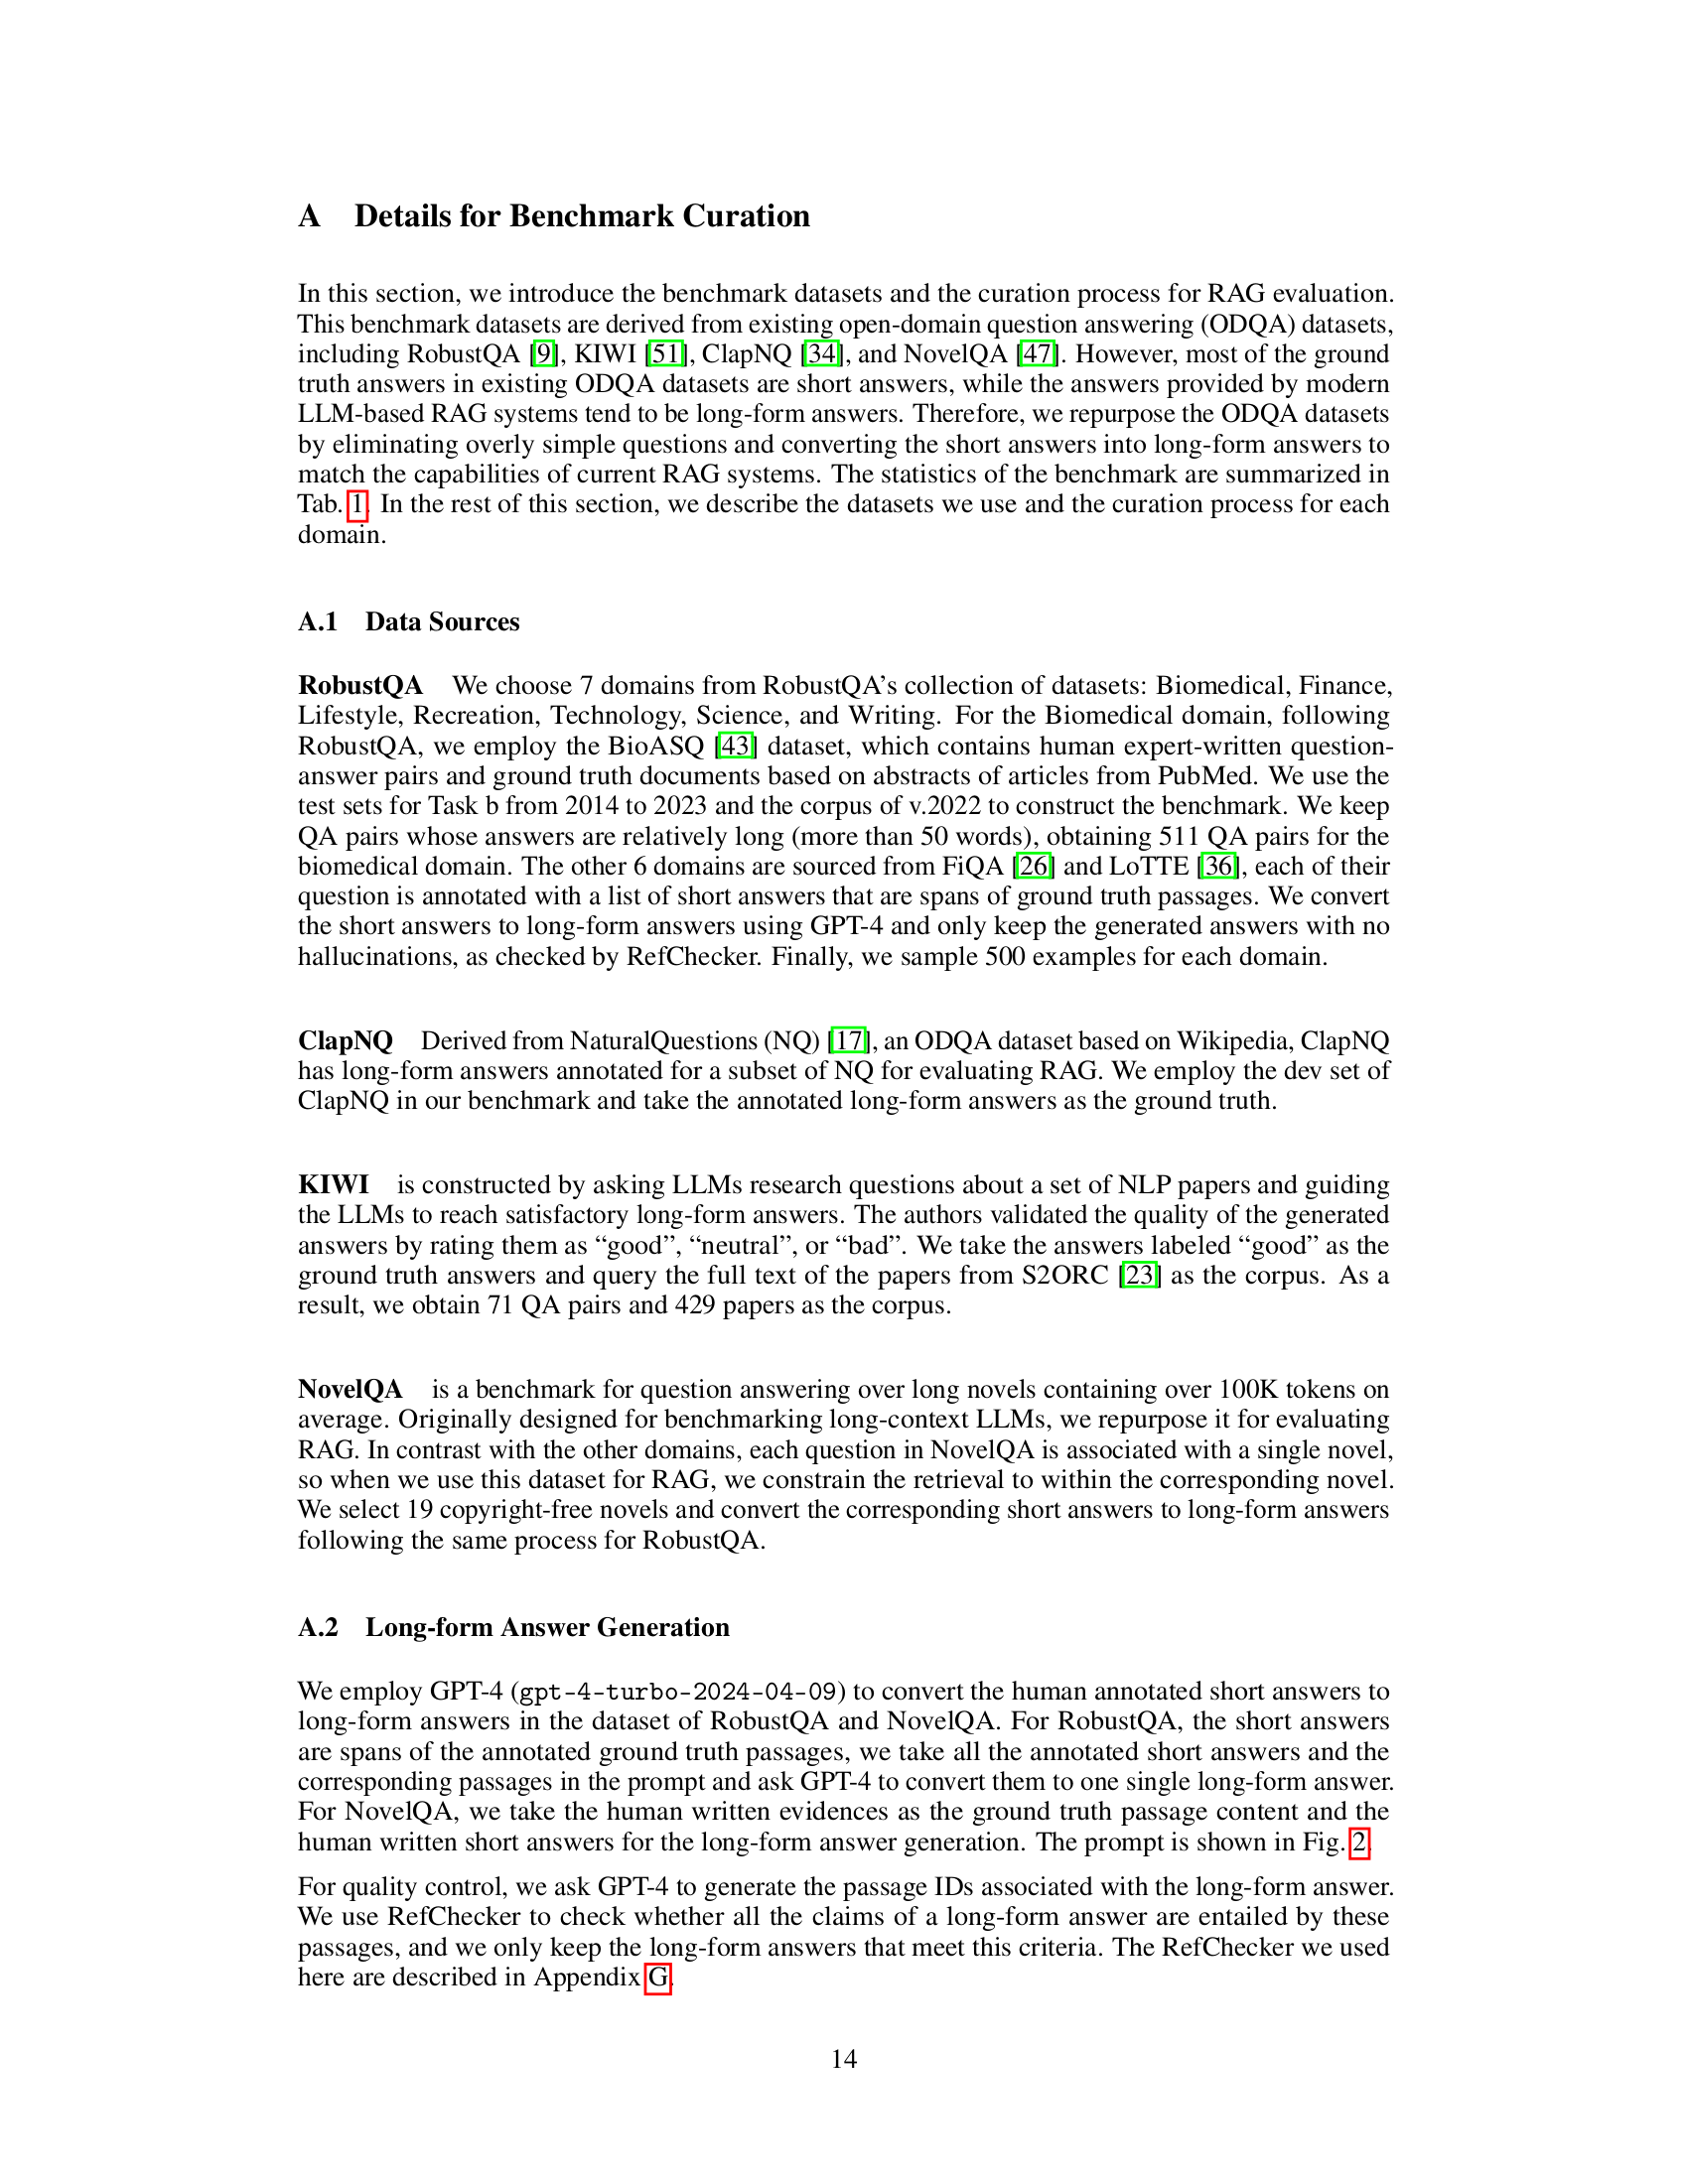 A Details for Benchmark Curation
In this section, we introduce the benchmark datasets and the curation process for RAG evaluation.
This benchmark datasets are derived from existing open-domain question answering (ODQA) datasets,
including RobustQA [9], KIWI [51], ClapNQ [34], and NovelQA [47]. However, most of the ground
truth answers in existing ODQA datasets are short answers, while the answers provided by modern
LLM-based RAG systems tend to be long-form answers. Therefore, we repurpose the ODQA datasets
by eliminating overly simple questions and converting the short answers into long-form answers to
match the capabilities of current RAG systems. The statistics of the benchmark are summarized in
Tab. 1. In the rest of this section, we describe the datasets we use and the curation process for each
domain.
A.1 Data Sources
RobustQA We choose 7 domains from RobustQA's collection of datasets: Biomedical, Finance,
Lifestyle, Recreation, Technology, Science, and Writing. For the Biomedical domain, following
RobustQA, we employ the BioASQ [43] dataset, which contains human expert-written question-
answer pairs and ground truth documents based on abstracts of articles from PubMed. We use the
test sets for Task b from 2014 to 2023 and the corpus of v.2022 to construct the benchmark. We keep
QA pairs whose answers are relatively long (more than 50 words), obtaining 511 QA pairs for the
biomedical domain. The other 6 domains are sourced from FiQA [26] and LoTTE [36], each of their
question is annotated with a list of short answers that are spans of ground truth passages. We convert
the short answers to long-form answers using GPT-4 and only keep the generated answers with no
hallucinations, as checked by RefChecker. Finally, we sample 500 examples for each domain.
ClapNQ Derived from NaturalQuestions (NQ) [17], an ODQA dataset based on Wikipedia, ClapNQ
has long-form answers annotated for a subset of NQ for evaluating RAG. We employ the dev set of
ClapNQ in our benchmark and take the annotated long-form answers as the ground truth.
KIWI is constructed by asking LLMs research questions about a set of NLP papers and guiding
the LLMs to reach satisfactory long-form answers. The authors validated the quality of the generated
answers by rating them as “good”, “neutral”, or “bad”. We take the answers labeled “good” as the
ground truth answers and query the full text of the papers from S2ORC [23] as the corpus. As a
result, we obtain 71 QA pairs and 429 papers as the corpus.
NovelQA is a benchmark for question answering over long novels containing over 100K tokens on
average. Originally designed for benchmarking long-context LLMs, we repurpose it for evaluating
RAG. In contrast with the other domains, each question in NovelQA is associated with a single novel,
so when we use this dataset for RAG, we constrain the retrieval to within the corresponding novel.
We select 19 copyright-free novels and convert the corresponding short answers to long-form answers
following the same process for RobustQA.
A.2 Long-form Answer Generation
We employ GPT-4 (gpt-4-turbo-2024-04-09) to convert the human annotated short answers to
long-form answers in the dataset of RobustQA and NovelQA. For RobustQA, the short answers
are spans of the annotated ground truth passages, we take all the annotated short answers and the
corresponding passages in the prompt and ask GPT-4 to convert them to one single long-form answer.
For NovelQA, we take the human written evidences as the ground truth passage content and the
human written short answers for the long-form answer generation. The prompt is shown in Fig. 2.
For quality control, we ask GPT-4 to generate the passage IDs associated with the long-form answer.
We use RefChecker to check whether all the claims of a long-form answer are entailed by these
passages, and we only keep the long-form answers that meet this criteria. The RefChecker we used
here are described in Appendix G.
14